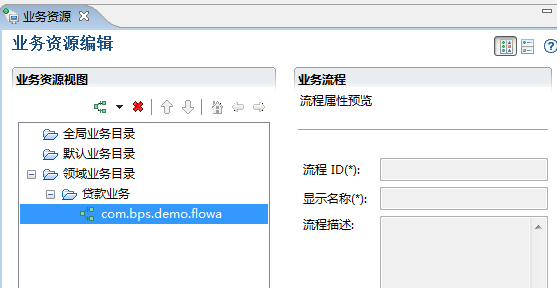 业务资源
业务资源编辑
业务资源视图
全局业务目录
默认业务目录
领域业务目录
贷款业务
com.bps.demo.flowa
业务流程
流程属性预览
流程 ID(*):
显示名称(*):
流程描述: